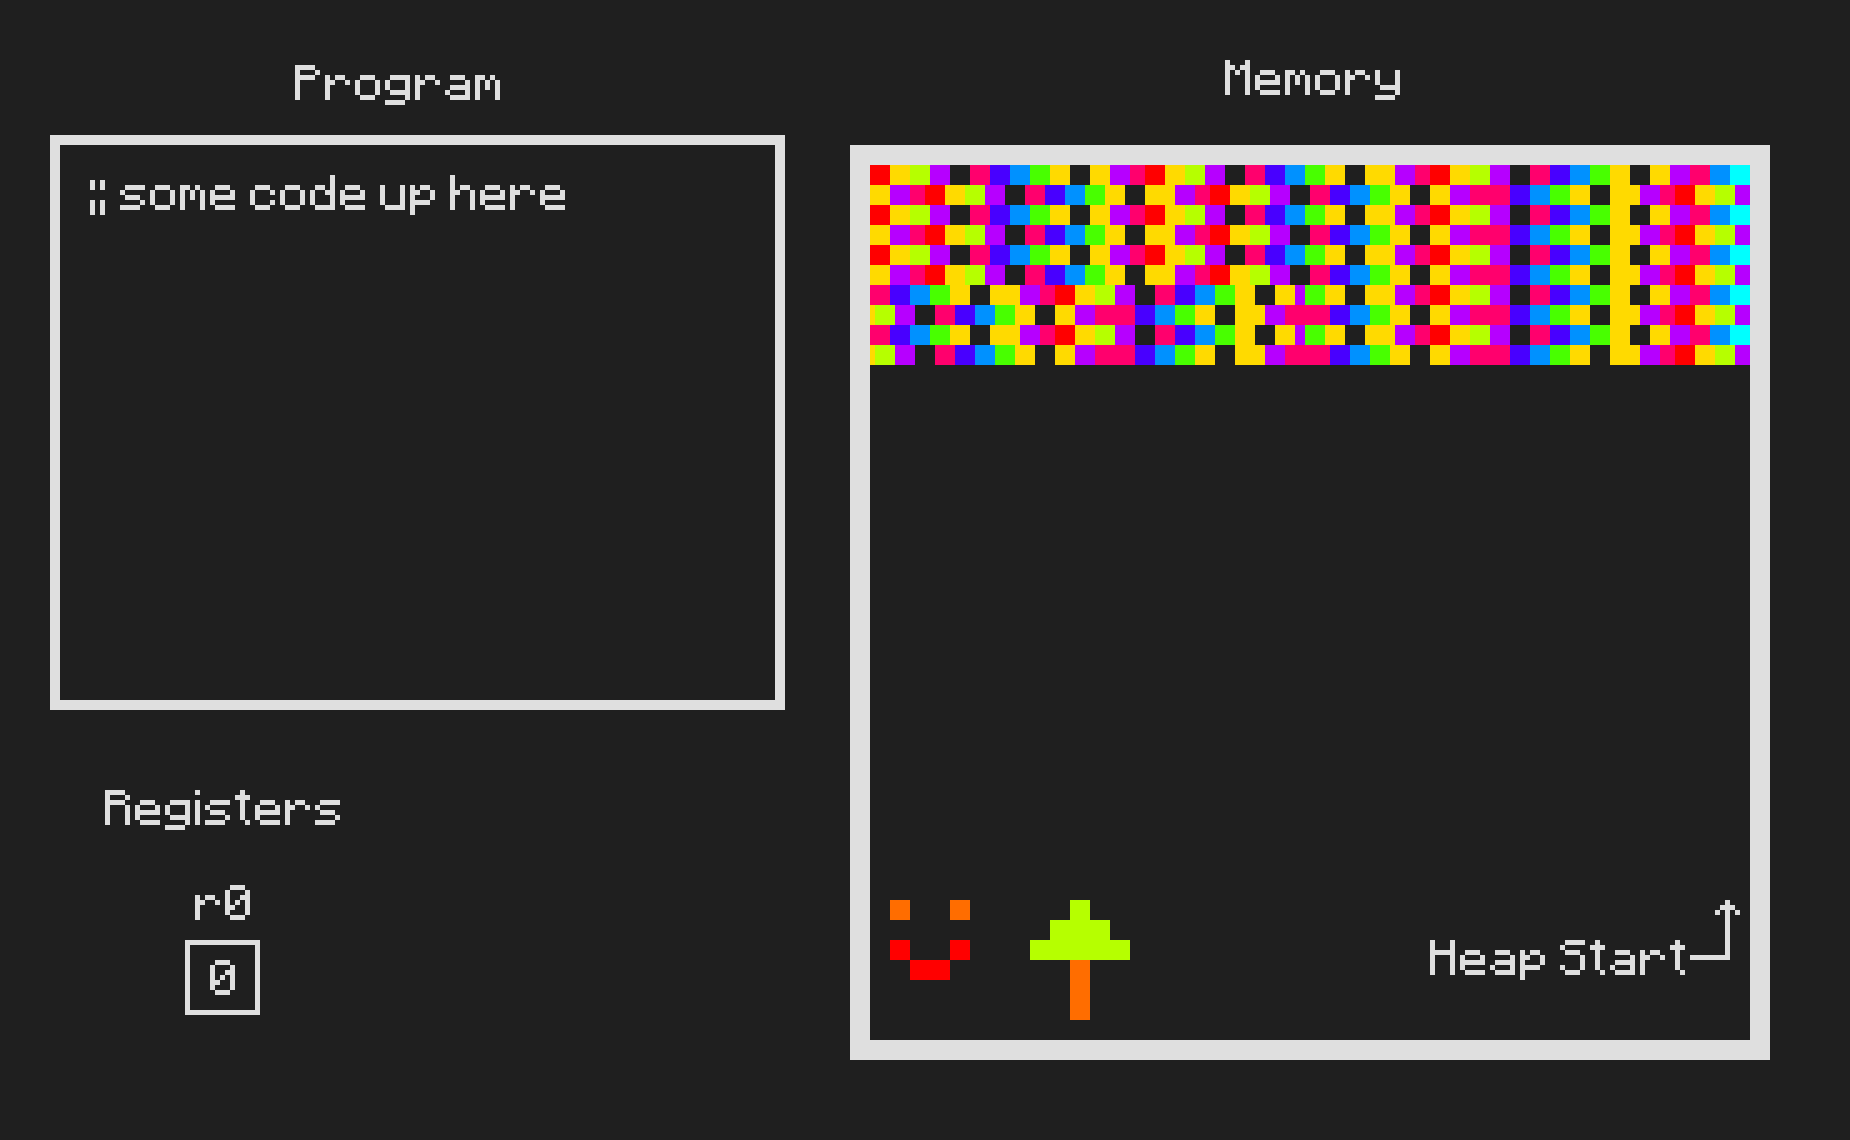 Program
;; some code up here
Registers
r0
0
Memory
Heap Start